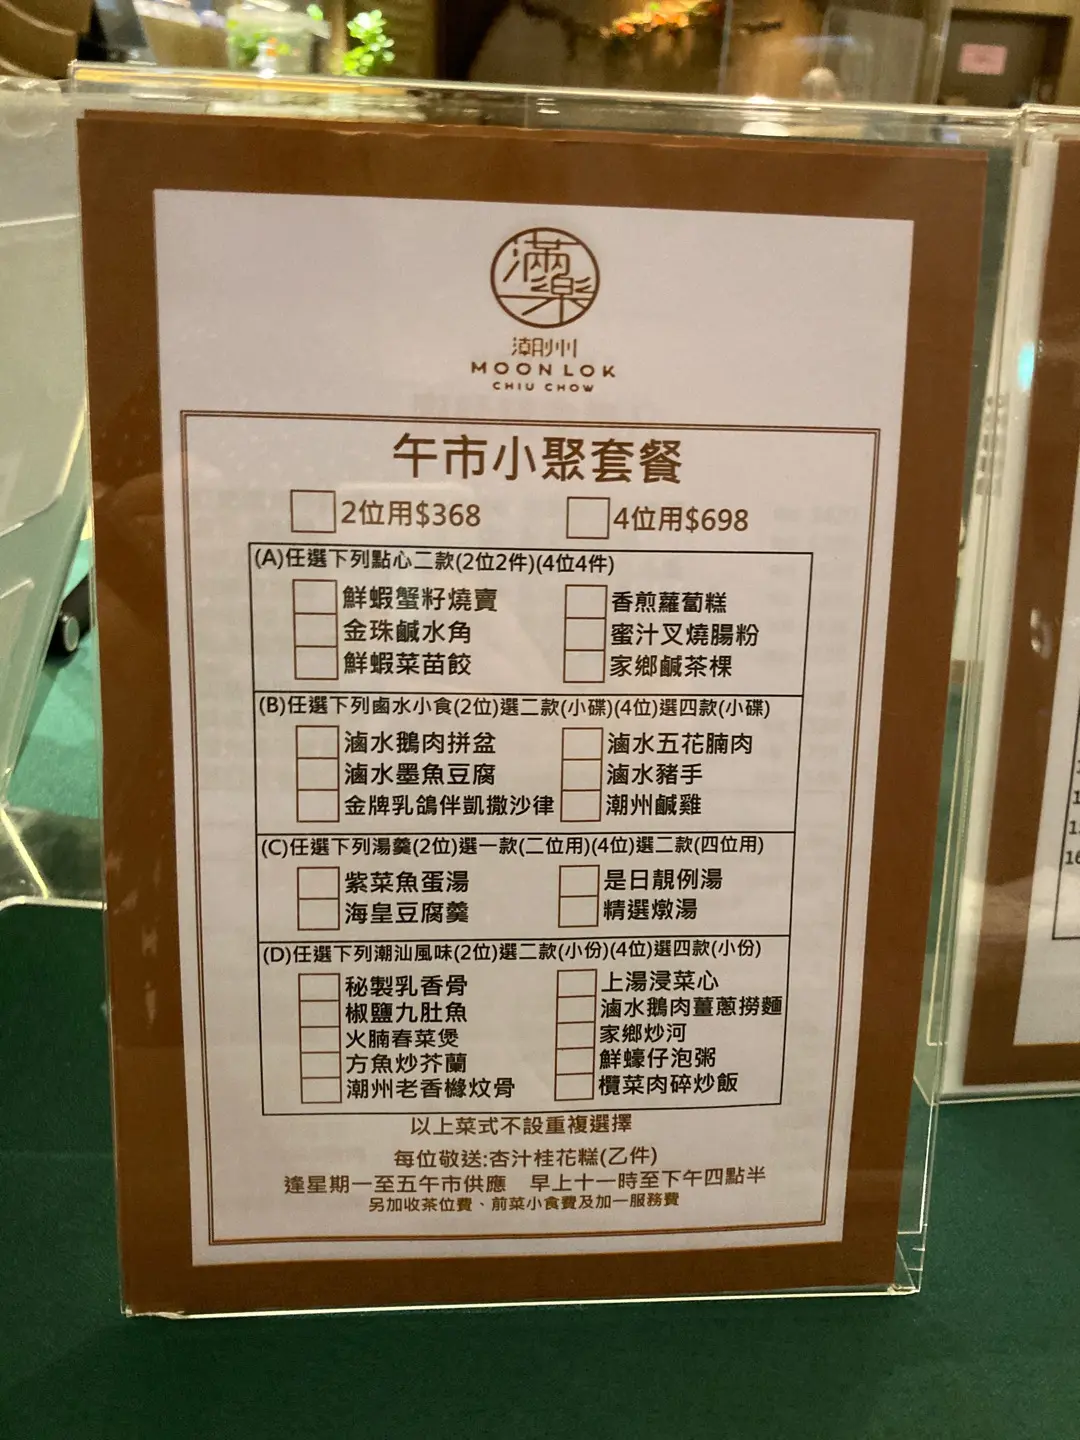 滿樂
潮州
MOON LOK
CHIU CHOW
午市小聚套餐
2位用$368 4位用$698
(A)任選下列點心二款(2位2件)(4位4件)
鮮蝦蟹籽燒賣 香煎蘿蔔糕
金珠鹹水角 蜜汁叉燒腸粉
鮮蝦菜苗餃 家鄉鹹茶粿
(B)任選下列鹵水小食(2位)選二款(小碟)(4位)選四款(小碟)
滷水鵝肉拼盆 滷水五花腩肉
滷水墨魚豆腐 滷水豬手
金牌乳鴿伴凱撒沙律 潮州鹹雞
(C)任選下列湯羹(2位)選一款(二位用)(4位)選二款(四位用)
紫菜魚蛋湯 是日靚例湯
海皇豆腐羹 精選燉湯
(D)任選下列潮汕風味(2位)選二款(小份)(4位)選四款(小份)
秘製乳香骨 上湯浸菜心
椒鹽九肚魚 滷水鵝肉薑蔥撈麵
火腩春菜煲 家鄉炒河
方魚炒芥蘭 鮮蠔仔泡粥
潮州老香櫞炆骨 欖菜肉碎炒飯
以上菜式不設重複選擇
每位敬送:杏汁桂花糕(乙件)
逢星期一至五午市供應 早上十一時至下午四點半
另加收茶位費、前菜小食費及加一服務費